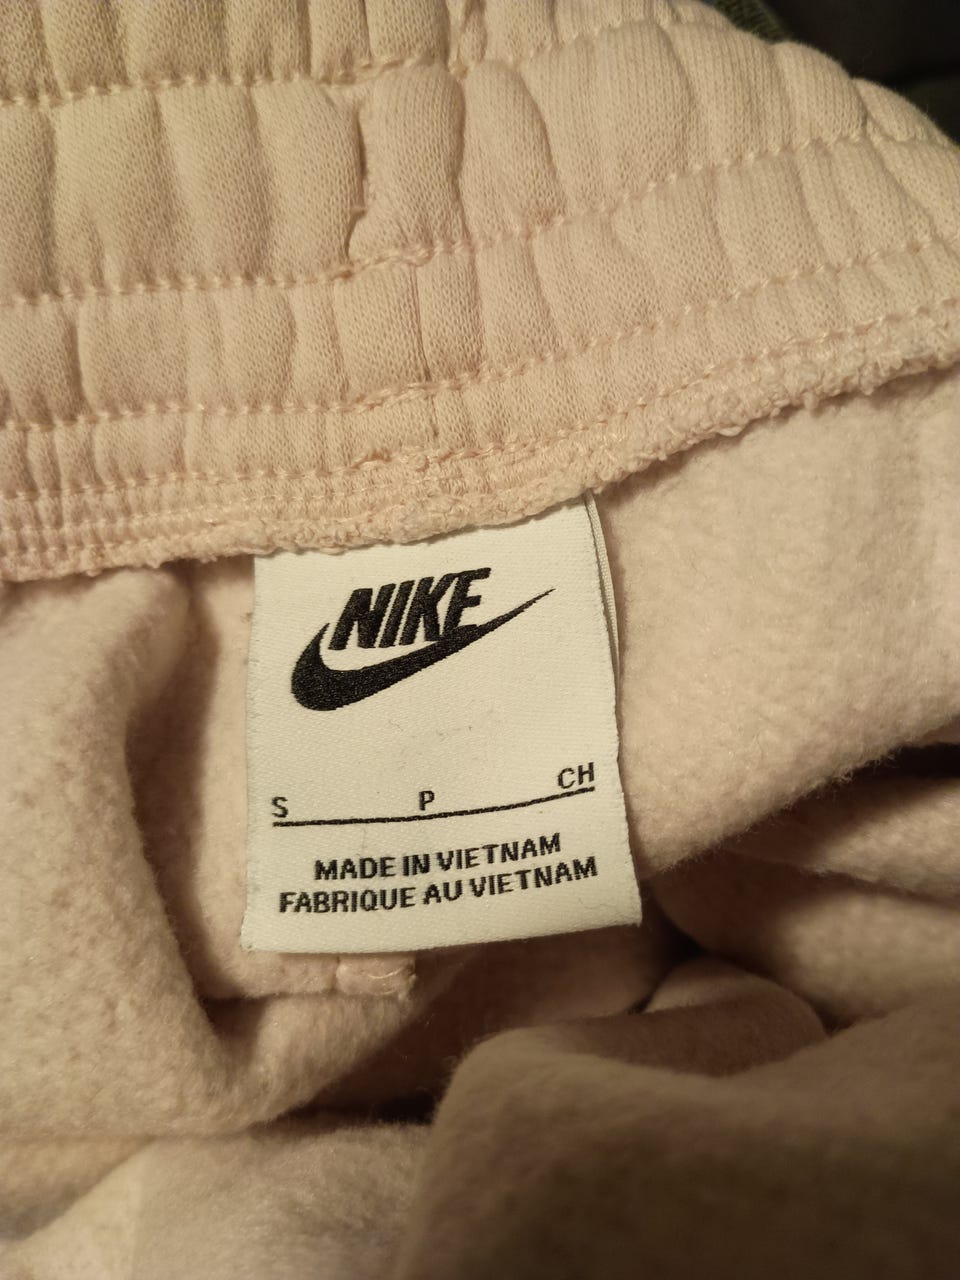 NIKE
S P CH
MADE IN VIETNAM
FABRIQUE AU VIETNAM